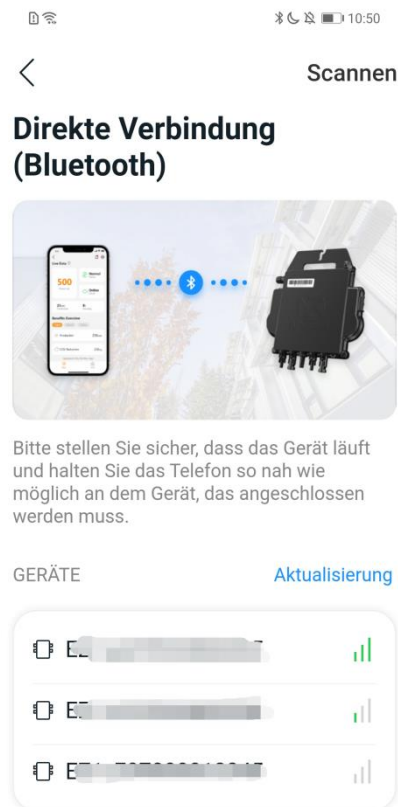 10:50
Scannen
Direkte Verbindung
(Bluetooth)
500
Bitte stellen Sie sicher, dass das Gerät läuft
und halten Sie das Telefon so nah wie
möglich an dem Gerät, das angeschlossen
werden muss.
GERÄTE
Aktualisierung